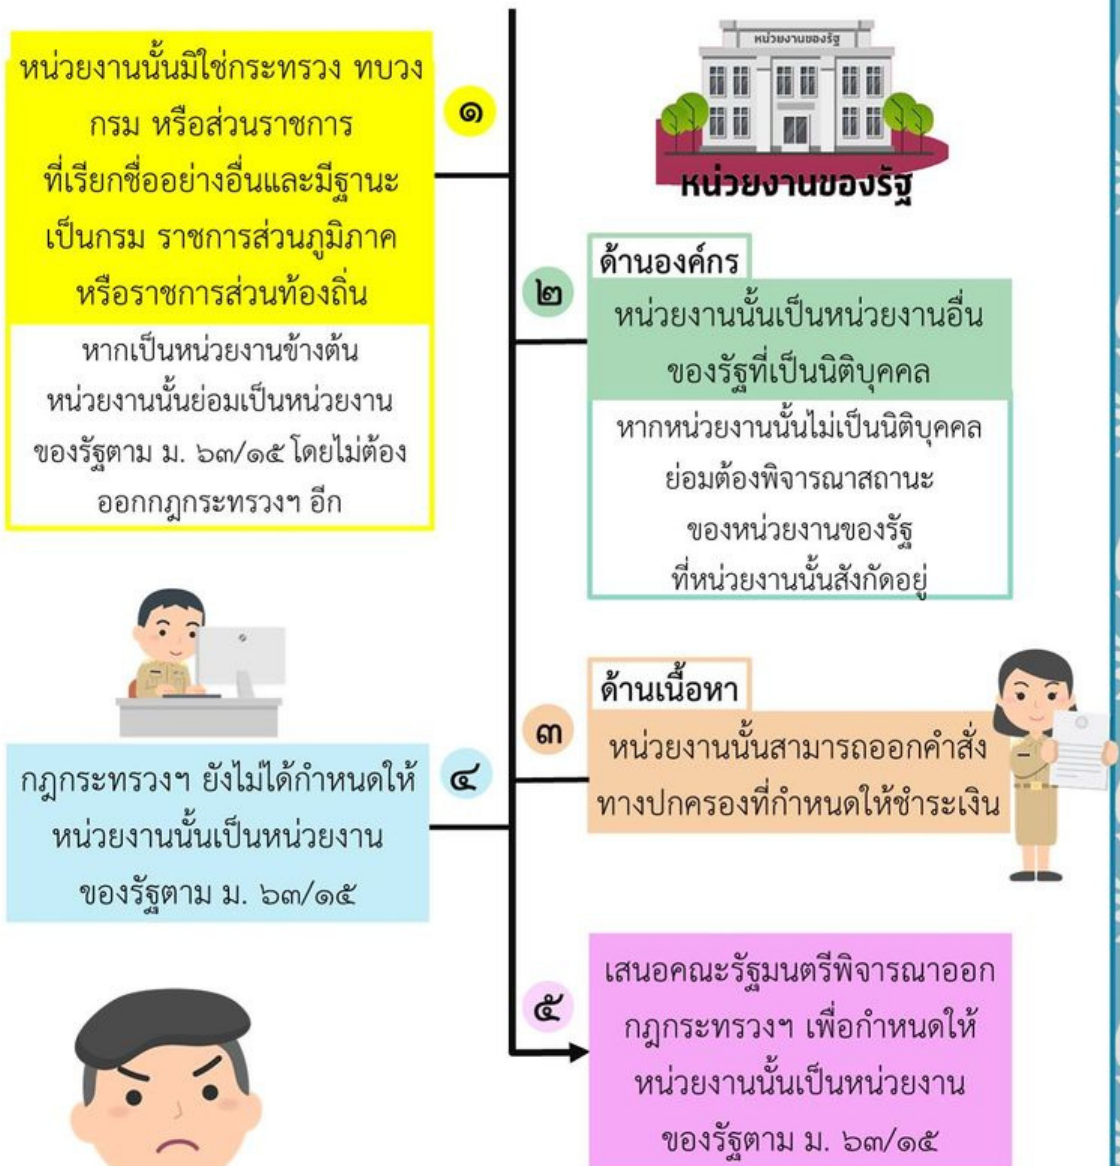 หน่วยงานนั้นมิใช่กระทรวง ทบวง
กรม หรือส่วนราชการ
ที่เรียกชื่ออย่างอื่นและมีฐานะ
เป็นกรม ราชการส่วนภูมิภาค
หรือราชการส่วนท้องถิ่น
๑
หากเป็นหน่วยงานข้างต้น
หน่วยงานนั้นย่อมเป็นหน่วยงาน
ของรัฐตาม ม. ๖๓/๑๕ โดยไม่ต้อง
ออกกฎกระทรวงฯ อีก
หน่วยงานของรัฐ
หน่วยงานของรัฐ
๒
ด้านองค์กร
หน่วยงานนั้นเป็นหน่วยงานอื่น
ของรัฐที่เป็นนิติบุคคล
หากหน่วยงานนั้นไม่เป็นนิติบุคคล
ย่อมต้องพิจารณาสถานะ
ของหน่วยงานของรัฐ
ที่หน่วยงานนั้นสังกัดอยู่
๓
ด้านเนื้อหา
หน่วยงานนั้นสามารถออกคำสั่ง
ทางปกครองที่กำหนดให้ชำระเงิน
๔
กฎกระทรวงฯ ยังไม่ได้กำหนดให้
หน่วยงานนั้นเป็นหน่วยงาน
ของรัฐตาม ม. ๖๓/๑๕
๕
เสนอคณะรัฐมนตรีพิจารณาออก
กฎกระทรวงฯ เพื่อกำหนดให้
หน่วยงานนั้นเป็นหน่วยงาน
ของรัฐตาม ม. ๖๓/๑๕